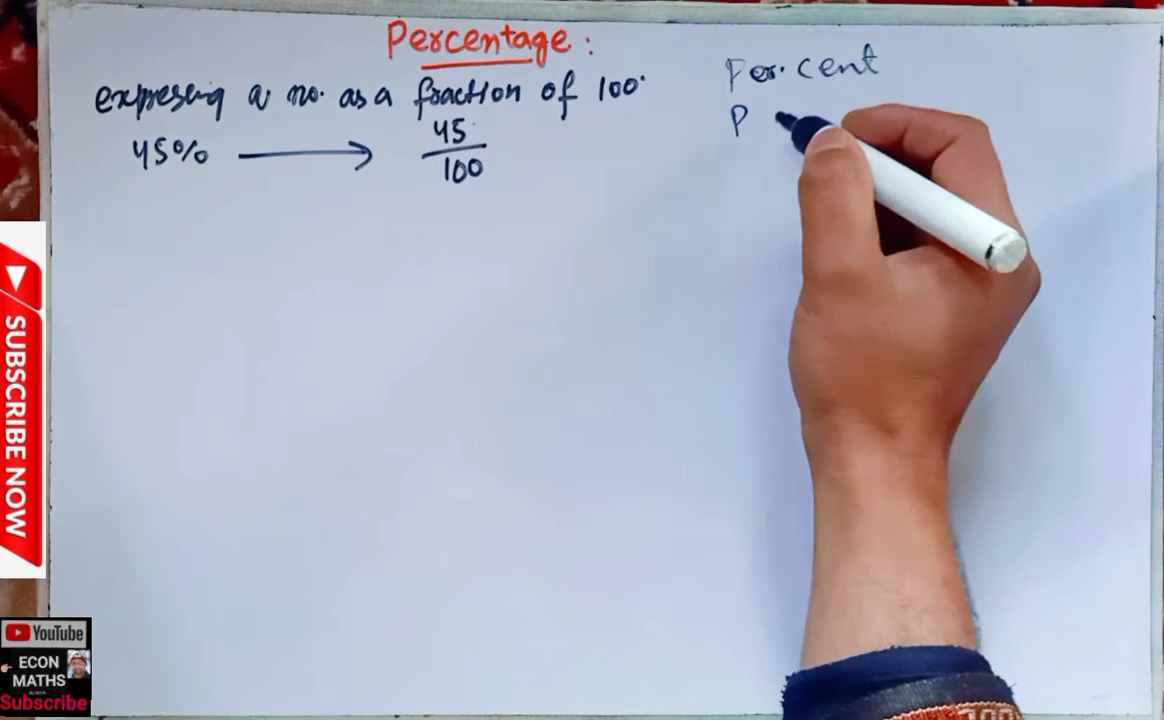 Percentage :
expresing a no. as a fraction of 100.
45% → 45/100
Per.cent
P
SUBSCRIBE NOW
YouTube
ECON
MATHS
Subscribe